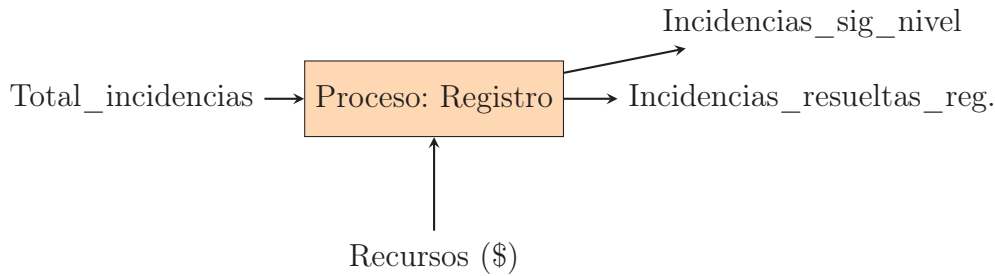 Incidencias_sig_nivel
Total_incidencias
Proceso: Registro
Incidencias_resueltas_reg.
Recursos ($)